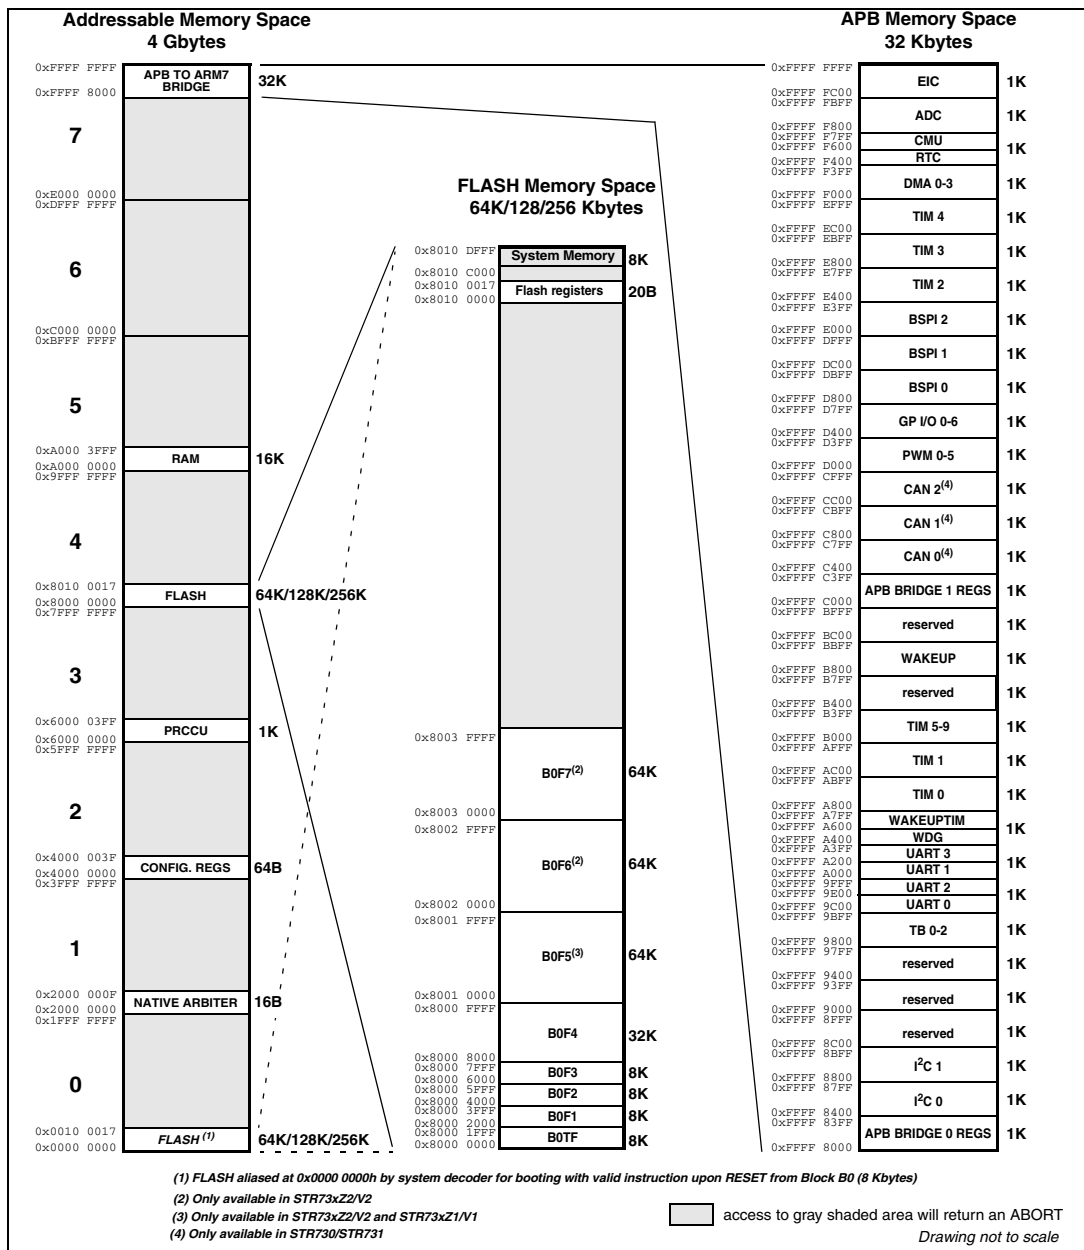 Addressable Memory Space
4 Gbytes
0xFFFF FFFF
APB TO ARM7
BRIDGE
32K
0xFFFF 8000
7
0xE000 0000
0xDFFF FFFF
6
0xC000 0000
0xBFFF FFFF
5
0xA000 3FFF
RAM
16K
0xA000 0000
0x9FFF FFFF
4
0x8010 0017
FLASH
64K/128K/256K
0x8000 0000
0x7FFF FFFF
3
0x6000 03FF
PRCCU
1K
0x6000 0000
0x5FFF FFFF
2
0x4000 003F
CONFIG. REGS
64B
0x4000 0000
0x3FFF FFFF
1
0x2000 000F
NATIVE ARBITER
16B
0x2000 0000
0x1FFF FFFF
0
0x0010 0017
FLASH (1)
64K/128K/256K
0x0000 0000
FLASH Memory Space
64K/128/256 Kbytes
0x8010 DFFF
System Memory
8K
0x8010 C000
0x8010 0017
Flash registers
20B
0x8010 0000
0x8003 FFFF
B0F7(2)
64K
0x8003 0000
0x8002 FFFF
B0F6(2)
64K
0x8002 0000
0x8001 FFFF
B0F5(3)
64K
0x8001 0000
0x8000 FFFF
B0F4
32K
0x8000 8000
0x8000 7FFF
B0F3
8K
0x8000 6000
0x8000 5FFF
B0F2
8K
0x8000 4000
0x8000 3FFF
B0F1
8K
0x8000 2000
0x8000 1FFF
B0TF
8K
0x8000 0000
APB Memory Space
32 Kbytes
0xFFFF FFFF
EIC
1K
0xFFFF FC00
0xFFFF FBFF
ADC
1K
0xFFFF F800
0xFFFF F7FF
CMU
0xFFFF F600
1K
RTC
0xFFFF F400
0xFFFF F3FF
DMA 0-3
1K
0xFFFF F000
0xFFFF EFFF
TIM 4
1K
0xFFFF EC00
0xFFFF EBFF
TIM 3
1K
0xFFFF E800
0xFFFF E7FF
TIM 2
1K
0xFFFF E400
0xFFFF E3FF
BSPI 2
1K
0xFFFF E000
0xFFFF DFFF
BSPI 1
1K
0xFFFF DC00
0xFFFF DBFF
BSPI 0
1K
0xFFFF D800
0xFFFF D7FF
GP I/O 0-6
1K
0xFFFF D400
0xFFFF D3FF
PWM 0-5
1K
0xFFFF D000
0xFFFF CFFF
CAN 2(4)
1K
0xFFFF CC00
0xFFFF CBFF
CAN 1(4)
1K
0xFFFF C800
0xFFFF C7FF
CAN 0(4)
1K
0xFFFF C400
0xFFFF C3FF
APB BRIDGE 1 REGS
1K
0xFFFF C000
0xFFFF BFFF
reserved
1K
0xFFFF BC00
0xFFFF BBFF
WAKEUP
1K
0xFFFF B800
0xFFFF B7FF
reserved
1K
0xFFFF B400
0xFFFF B3FF
TIM 5-9
1K
0xFFFF B000
0xFFFF AFFF
TIM 1
1K
0xFFFF AC00
0xFFFF ABFF
TIM 0
1K
0xFFFF A800
0xFFFF A7FF
WAKEUPTIM
0xFFFF A600
1K
WDG
0xFFFF A400
0xFFFF A3FF
UART 3
0xFFFF A200
1K
UART 1
0xFFFF A000
0xFFFF 9FFF
UART 2
0xFFFF 9E00
1K
UART 0
0xFFFF 9C00
0xFFFF 9BFF
TB 0-2
1K
0xFFFF 9800
0xFFFF 97FF
reserved
1K
0xFFFF 9400
0xFFFF 93FF
reserved
1K
0xFFFF 9000
0xFFFF 8FFF
reserved
1K
0xFFFF 8C00
0xFFFF 8BFF
I2C 1
1K
0xFFFF 8800
0xFFFF 87FF
I2C 0
1K
0xFFFF 8400
0xFFFF 83FF
APB BRIDGE 0 REGS
1K
0xFFFF 8000
(1) FLASH aliased at 0x0000 0000h by system decoder for booting with valid instruction upon RESET from Block B0 (8 Kbytes)
(2) Only available in STR73xZ2/V2
(3) Only available in STR73xZ2/V2 and STR73xZ1/V1
(4) Only available in STR730/STR731
access to gray shaded area will return an ABORT
Drawing not to scale